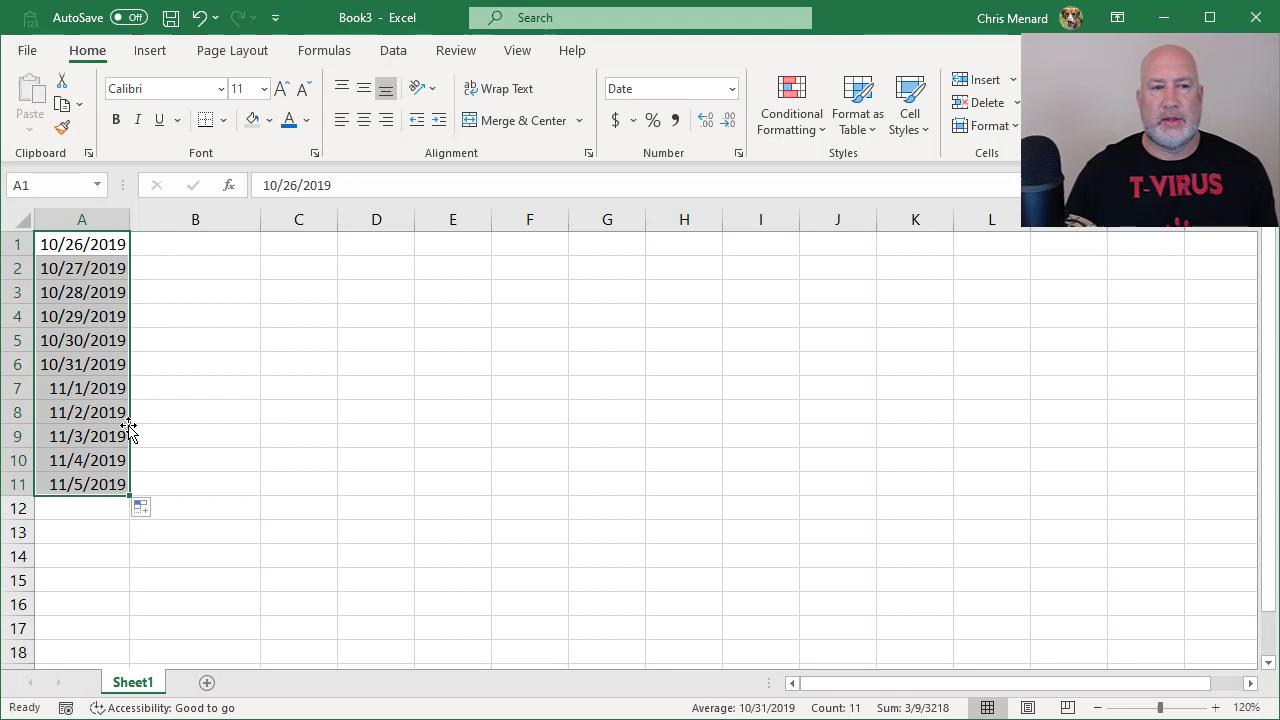 AutoSave Off Book3 - Excel Search Chris Menard
File Home Insert Page Layout Formulas Data Review View Help
Paste Calibri 11 A^ A˅ ab Wrap Text Date Conditional Formatting Format as Table Cell Styles Insert
B I U A Merge & Center $ % , Delete
Format
Clipboard Font Alignment Number Styles Cells
A1 fx 10/26/2019
A B C D E F G H I J K L
1 10/26/2019
2 10/27/2019
3 10/28/2019
4 10/29/2019
5 10/30/2019
6 10/31/2019
7 11/1/2019
8 11/2/2019
9 11/3/2019
10 11/4/2019
11 11/5/2019
12
13
14
15
16
17
18
Sheet1
Ready Accessibility: Good to go Average: 10/31/2019 Count: 11 Sum: 3/9/3218 120%
T-VIRUS